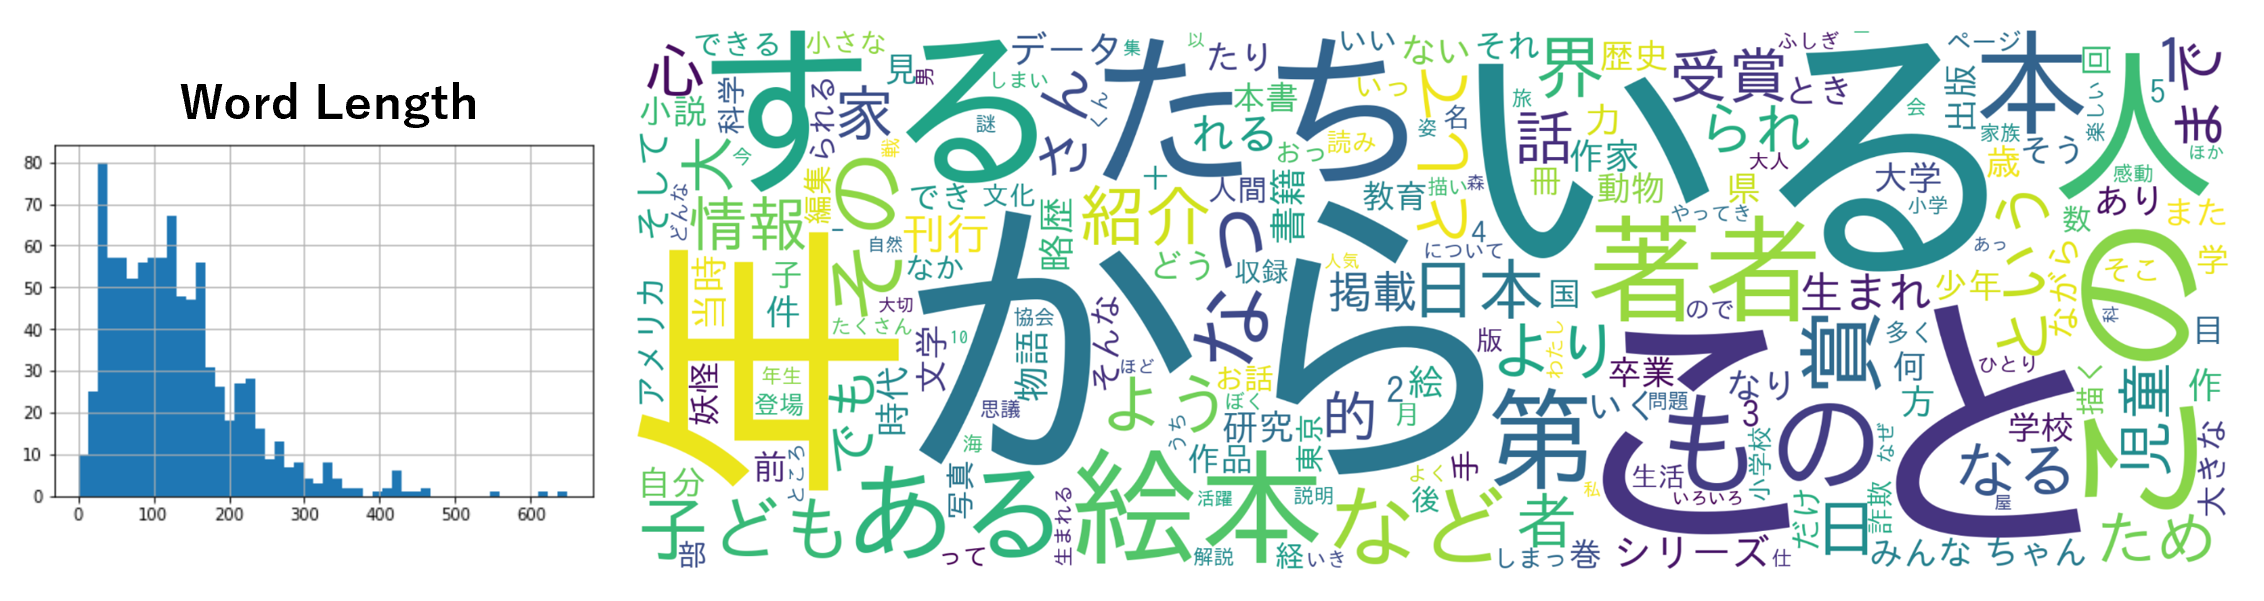 Word Length
80
70
60
50
40
30
20
10
0
0 100 200 300 400 500 600
する
たち
いる
から
こと
年
人
本
著者
絵本
ある
もの
その
第
賞
子ども
など
なっ
紹介
情報
日本
掲載
受賞
界
家
心
大
話
られ
さん
して
データ
できる
小さな
見
男
集
以
たり
いい
ない
それ
歴史
ふしぎ
一
ページ
回
まで
1
小説
科学
られる
しまい
くん
謎
本書
れる
いっ
旅
名
姿
力
とき
出版
会
家族
楽しい
5
ほか
そして
今
戦
おっ
読み
作家
大人
歳
そう
感動
どんな
編集
でき
文化
十
人間
書籍
教育
描い
森
冊
動物
県
大学
小学
数
あり
また
刊行
略歴
自然
なか
どう
収録
人気
4
について
やってき
という
あっ
ながら
そこ
学
当時
子
件
大切
たくさん
協会
そんな
国
ので
生まれ
少年
科
目
アメリカ
妖怪
年生
登場
でも
時代
文学
10
物語
ほど
思議
よう
お話
ぼく
研究
的
2
絵
月
版
より
わたし
卒業
いく
問題
3
なり
多く
何
方
ひとり
描く
児童
作
自分
前
ところ
写真
海
うち
作品
東京
説明
活躍
よく
手
後
私
者
生活
いろいろ
小学校
なぜ
学校
なる
屋
だけ
日
詐欺
大きな
ため
部
って
生まれる
解説
経
いき
しまっ
巻
シリーズ
仕
みんな
ちゃん